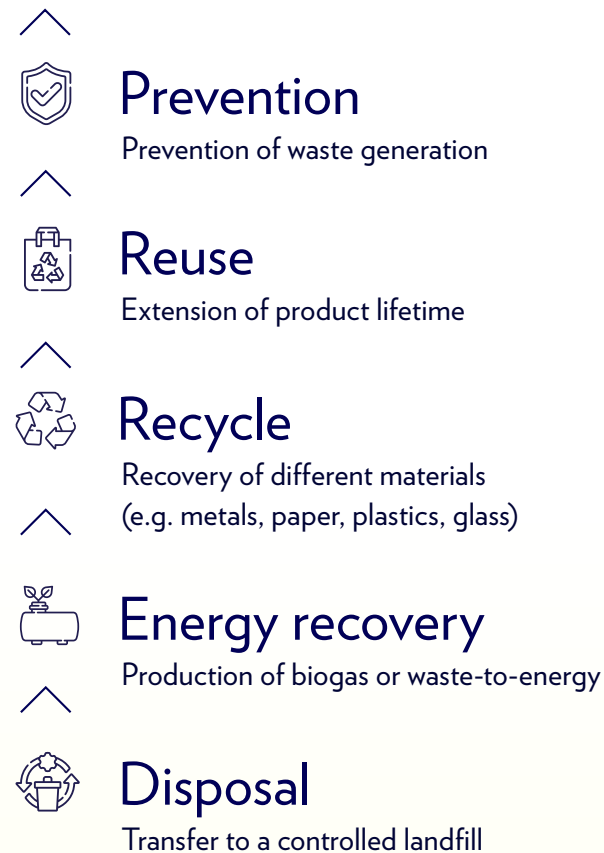 Prevention
Prevention of waste generation
Reuse
Extension of product lifetime
Recycle
Recovery of different materials
(e.g. metals, paper, plastics, glass)
Energy recovery
Production of biogas or waste-to-energy
Disposal
Transfer to a controlled landfill